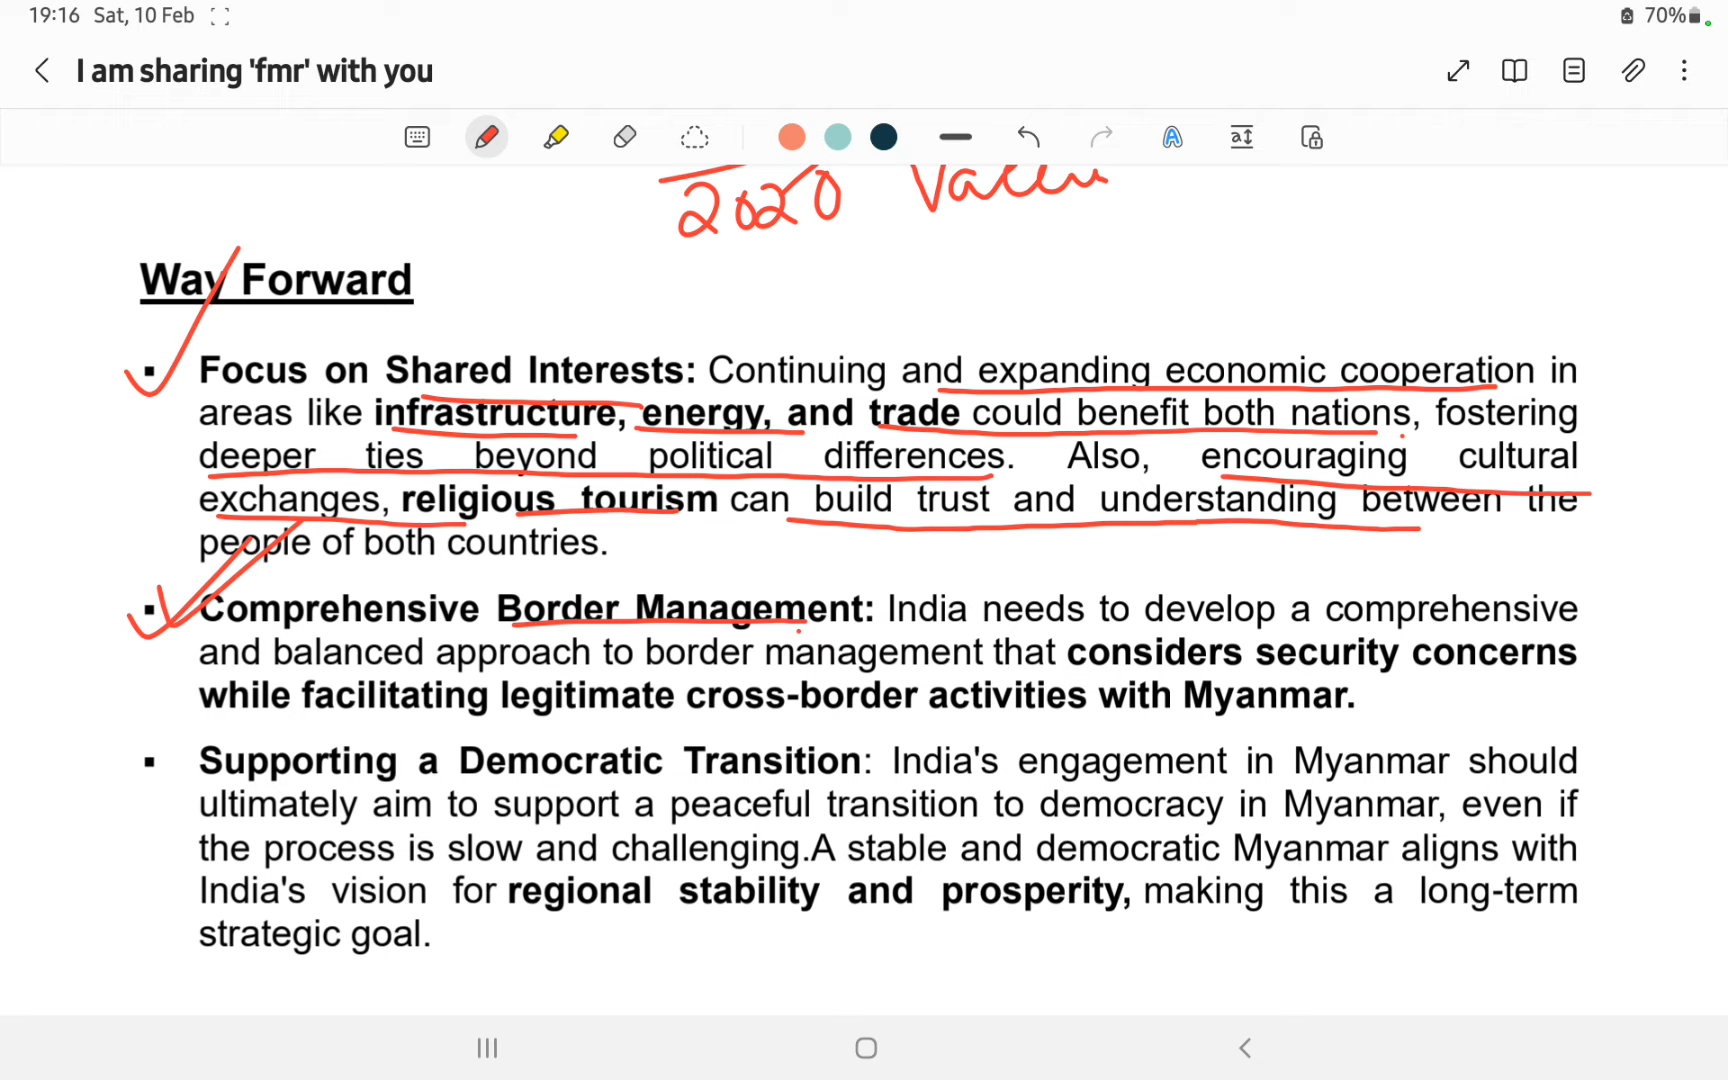 19:16 Sat, 10 Feb
70%
I am sharing 'fmr' with you
2020
Way Forward
▪ Focus on Shared Interests: Continuing and expanding economic cooperation in
areas like infrastructure, energy, and trade could benefit both nations, fostering
deeper ties beyond political differences. Also, encouraging cultural
exchanges, religious tourism can build trust and understanding between the
people of both countries.
▪ Comprehensive Border Management: India needs to develop a comprehensive
and balanced approach to border management that considers security concerns
while facilitating legitimate cross-border activities with Myanmar.
▪ Supporting a Democratic Transition: India's engagement in Myanmar should
ultimately aim to support a peaceful transition to democracy in Myanmar, even if
the process is slow and challenging.A stable and democratic Myanmar aligns with
India's vision for regional stability and prosperity, making this a long-term
strategic goal.